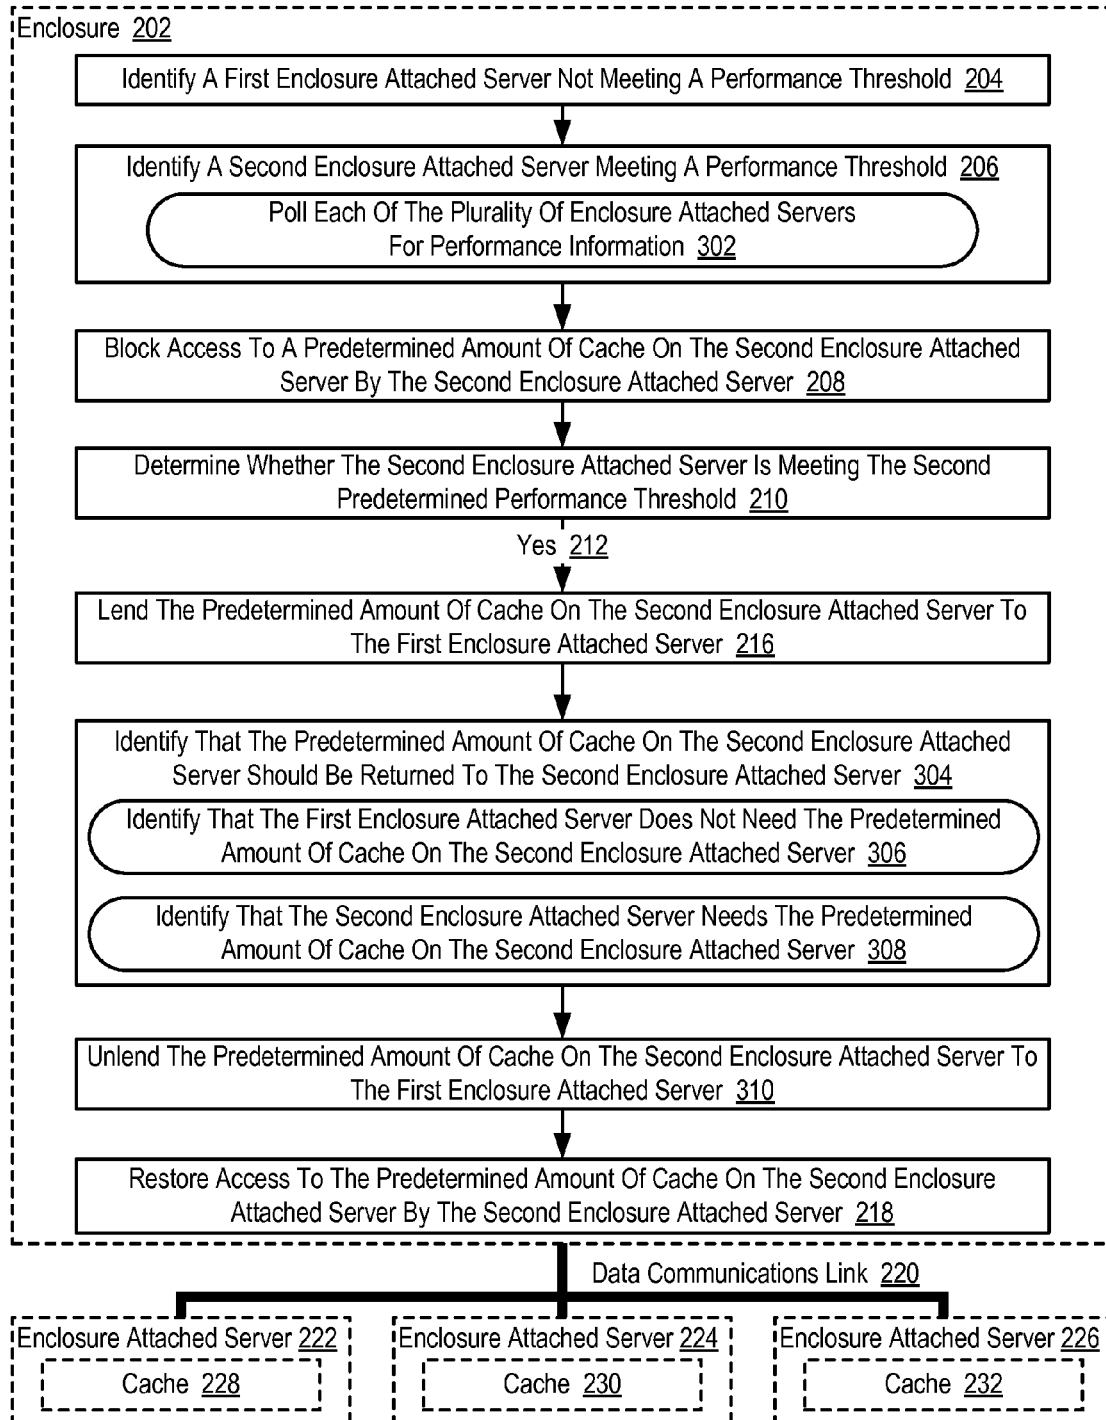 Enclosure 202
Identify A First Enclosure Attached Server Not Meeting A Performance Threshold 204
Identify A Second Enclosure Attached Server Meeting A Performance Threshold 206
Poll Each Of The Plurality Of Enclosure Attached Servers
For Performance Information 302
Block Access To A Predetermined Amount Of Cache On The Second Enclosure Attached
Server By The Second Enclosure Attached Server 208
Determine Whether The Second Enclosure Attached Server Is Meeting The Second
Predetermined Performance Threshold 210
Yes 212
Lend The Predetermined Amount Of Cache On The Second Enclosure Attached Server To
The First Enclosure Attached Server 216
Identify That The Predetermined Amount Of Cache On The Second Enclosure Attached
Server Should Be Returned To The Second Enclosure Attached Server 304
Identify That The First Enclosure Attached Server Does Not Need The Predetermined
Amount Of Cache On The Second Enclosure Attached Server 306
Identify That The Second Enclosure Attached Server Needs The Predetermined
Amount Of Cache On The Second Enclosure Attached Server 308
Unlend The Predetermined Amount Of Cache On The Second Enclosure Attached Server To
The First Enclosure Attached Server 310
Restore Access To The Predetermined Amount Of Cache On The Second Enclosure
Attached Server By The Second Enclosure Attached Server 218
Data Communications Link 220
Enclosure Attached Server 222
Cache 228
Enclosure Attached Server 224
Cache 230
Enclosure Attached Server 226
Cache 232